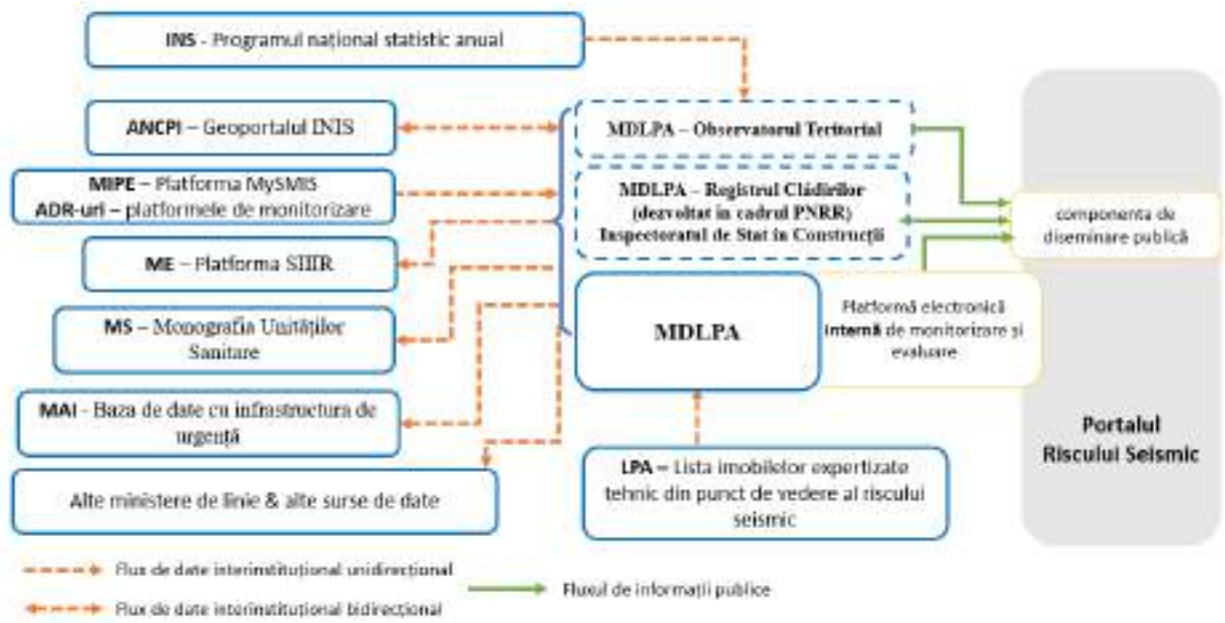 INS - Programul național statistic anual
ANCPI – Geoportalul INIS
MIPE – Platforma MySMIS
ADR-uri – platformele de monitorizare
ME – Platforma SIIIR
MS – Monografia Unităților
Sanitare
MAI - Baza de date cu infrastructura de
urgență
Alte ministere de linie & alte surse de date
MDLPA – Observatorul Teritorial
MDLPA – Registrul Clădirilor
(dezvoltat în cadrul PNRR)
Inspectoratul de Stat în Construcții
MDLPA
Platformă electronică
internă de monitorizare și
evaluare
LPA – Lista imobilelor expertizate
tehnic din punct de vedere al riscului
seismic
componenta de
diseminare publică
Portalul
Riscului Seismic
Flux de date interinstituțional unidirecțional
Flux de date interinstituțional bidirecțional
Fluxul de informații publice